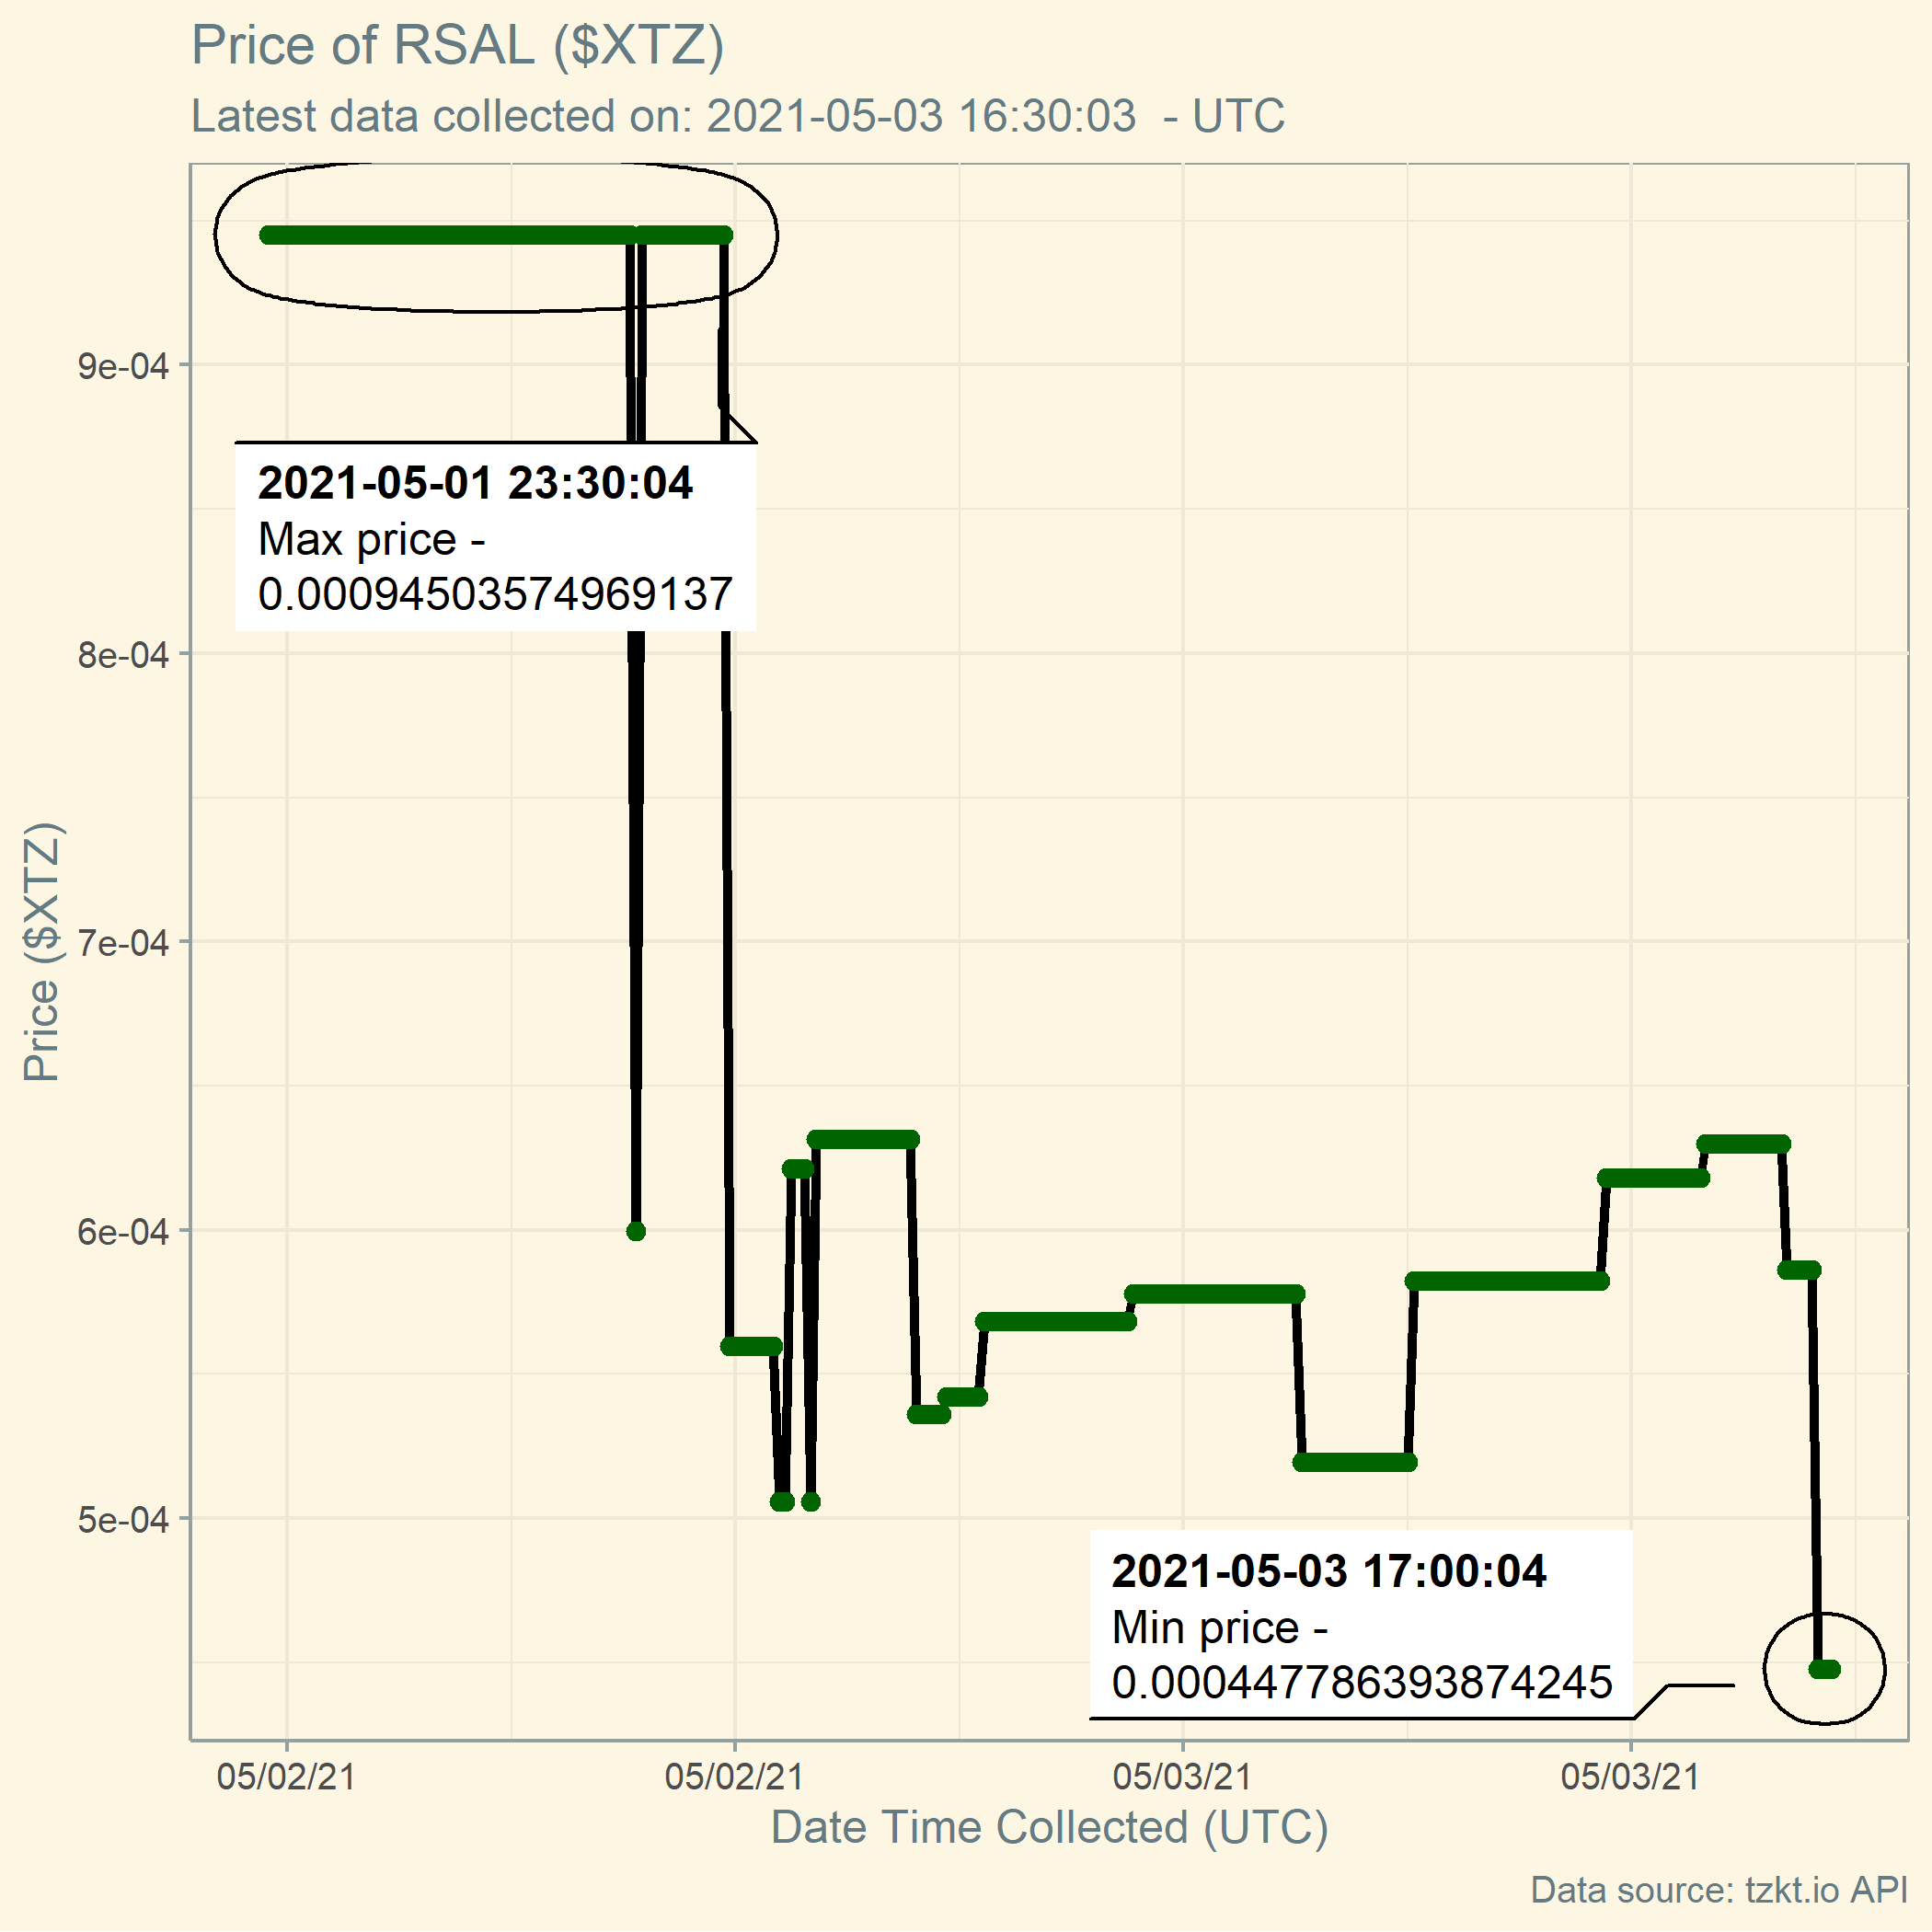 Price of RSAL ($XTZ)
Latest data collected on: 2021-05-03 16:30:03  - UTC
9e-04
8e-04
7e-04
6e-04
5e-04
Price ($XTZ)
2021-05-01 23:30:04
Max price -
0.00094503574969137
2021-05-03 17:00:04
Min price -
0.000447786393874245
05/02/21
05/02/21
05/03/21
05/03/21
Date Time Collected (UTC)
Data source: tzkt.io API